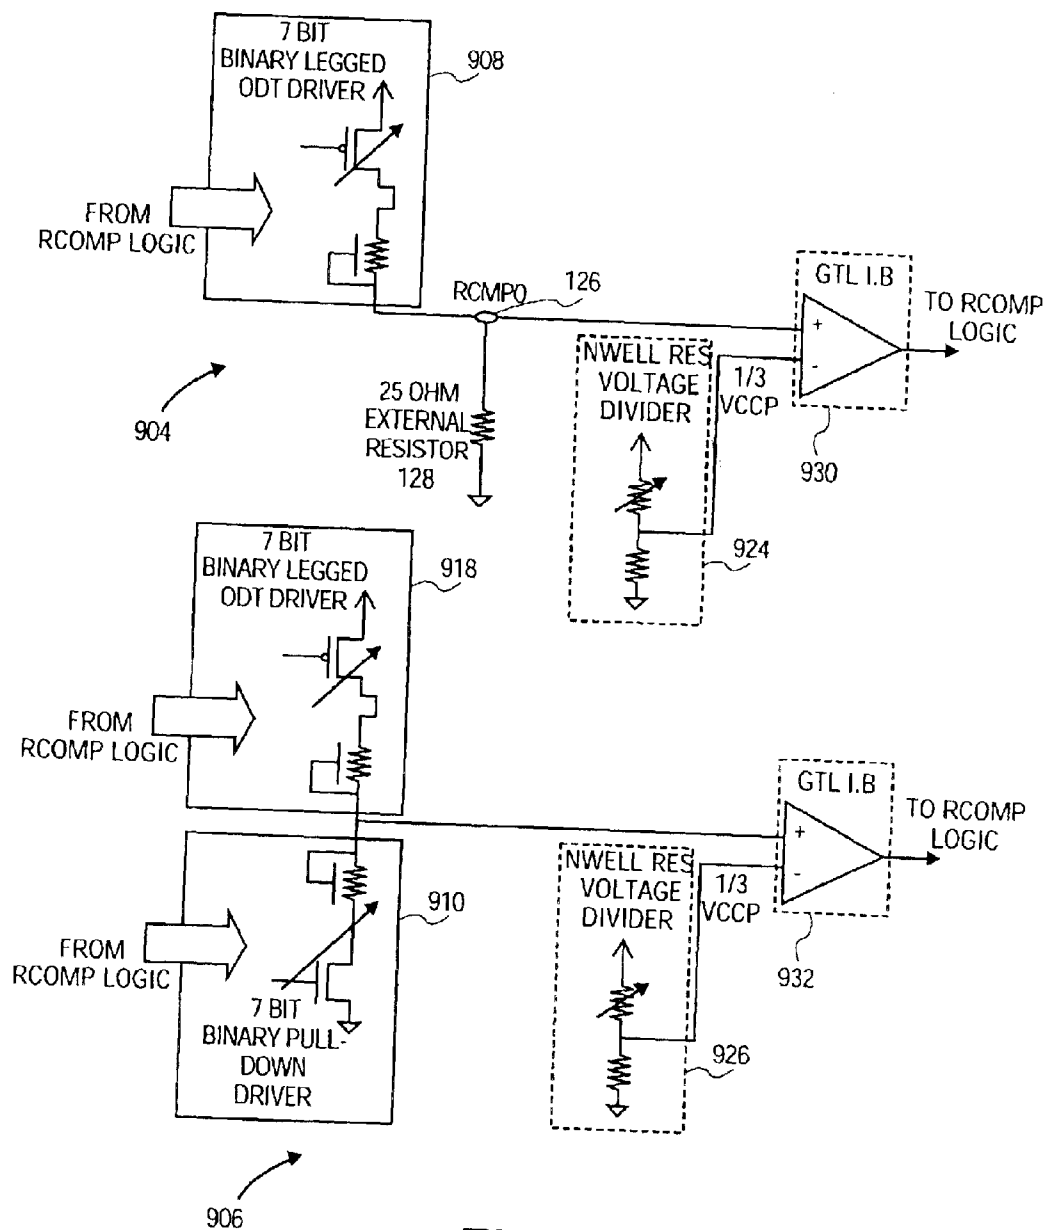 7 BIT
BINARY LEGGED
ODT DRIVER
908
FROM
RCOMP LOGIC
RCMP0
126
GTL I.B
TO RCOMP
LOGIC
+
-
NWELL RES
VOLTAGE
DIVIDER
1/3
VCCP
930
25 OHM
EXTERNAL
RESISTOR
128
904
924
7 BIT
BINARY LEGGED
ODT DRIVER
918
FROM
RCOMP LOGIC
GTL I.B
TO RCOMP
LOGIC
+
-
NWELL RES
VOLTAGE
DIVIDER
1/3
VCCP
932
910
FROM
RCOMP LOGIC
7 BIT
BINARY PULL-
DOWN
DRIVER
926
906